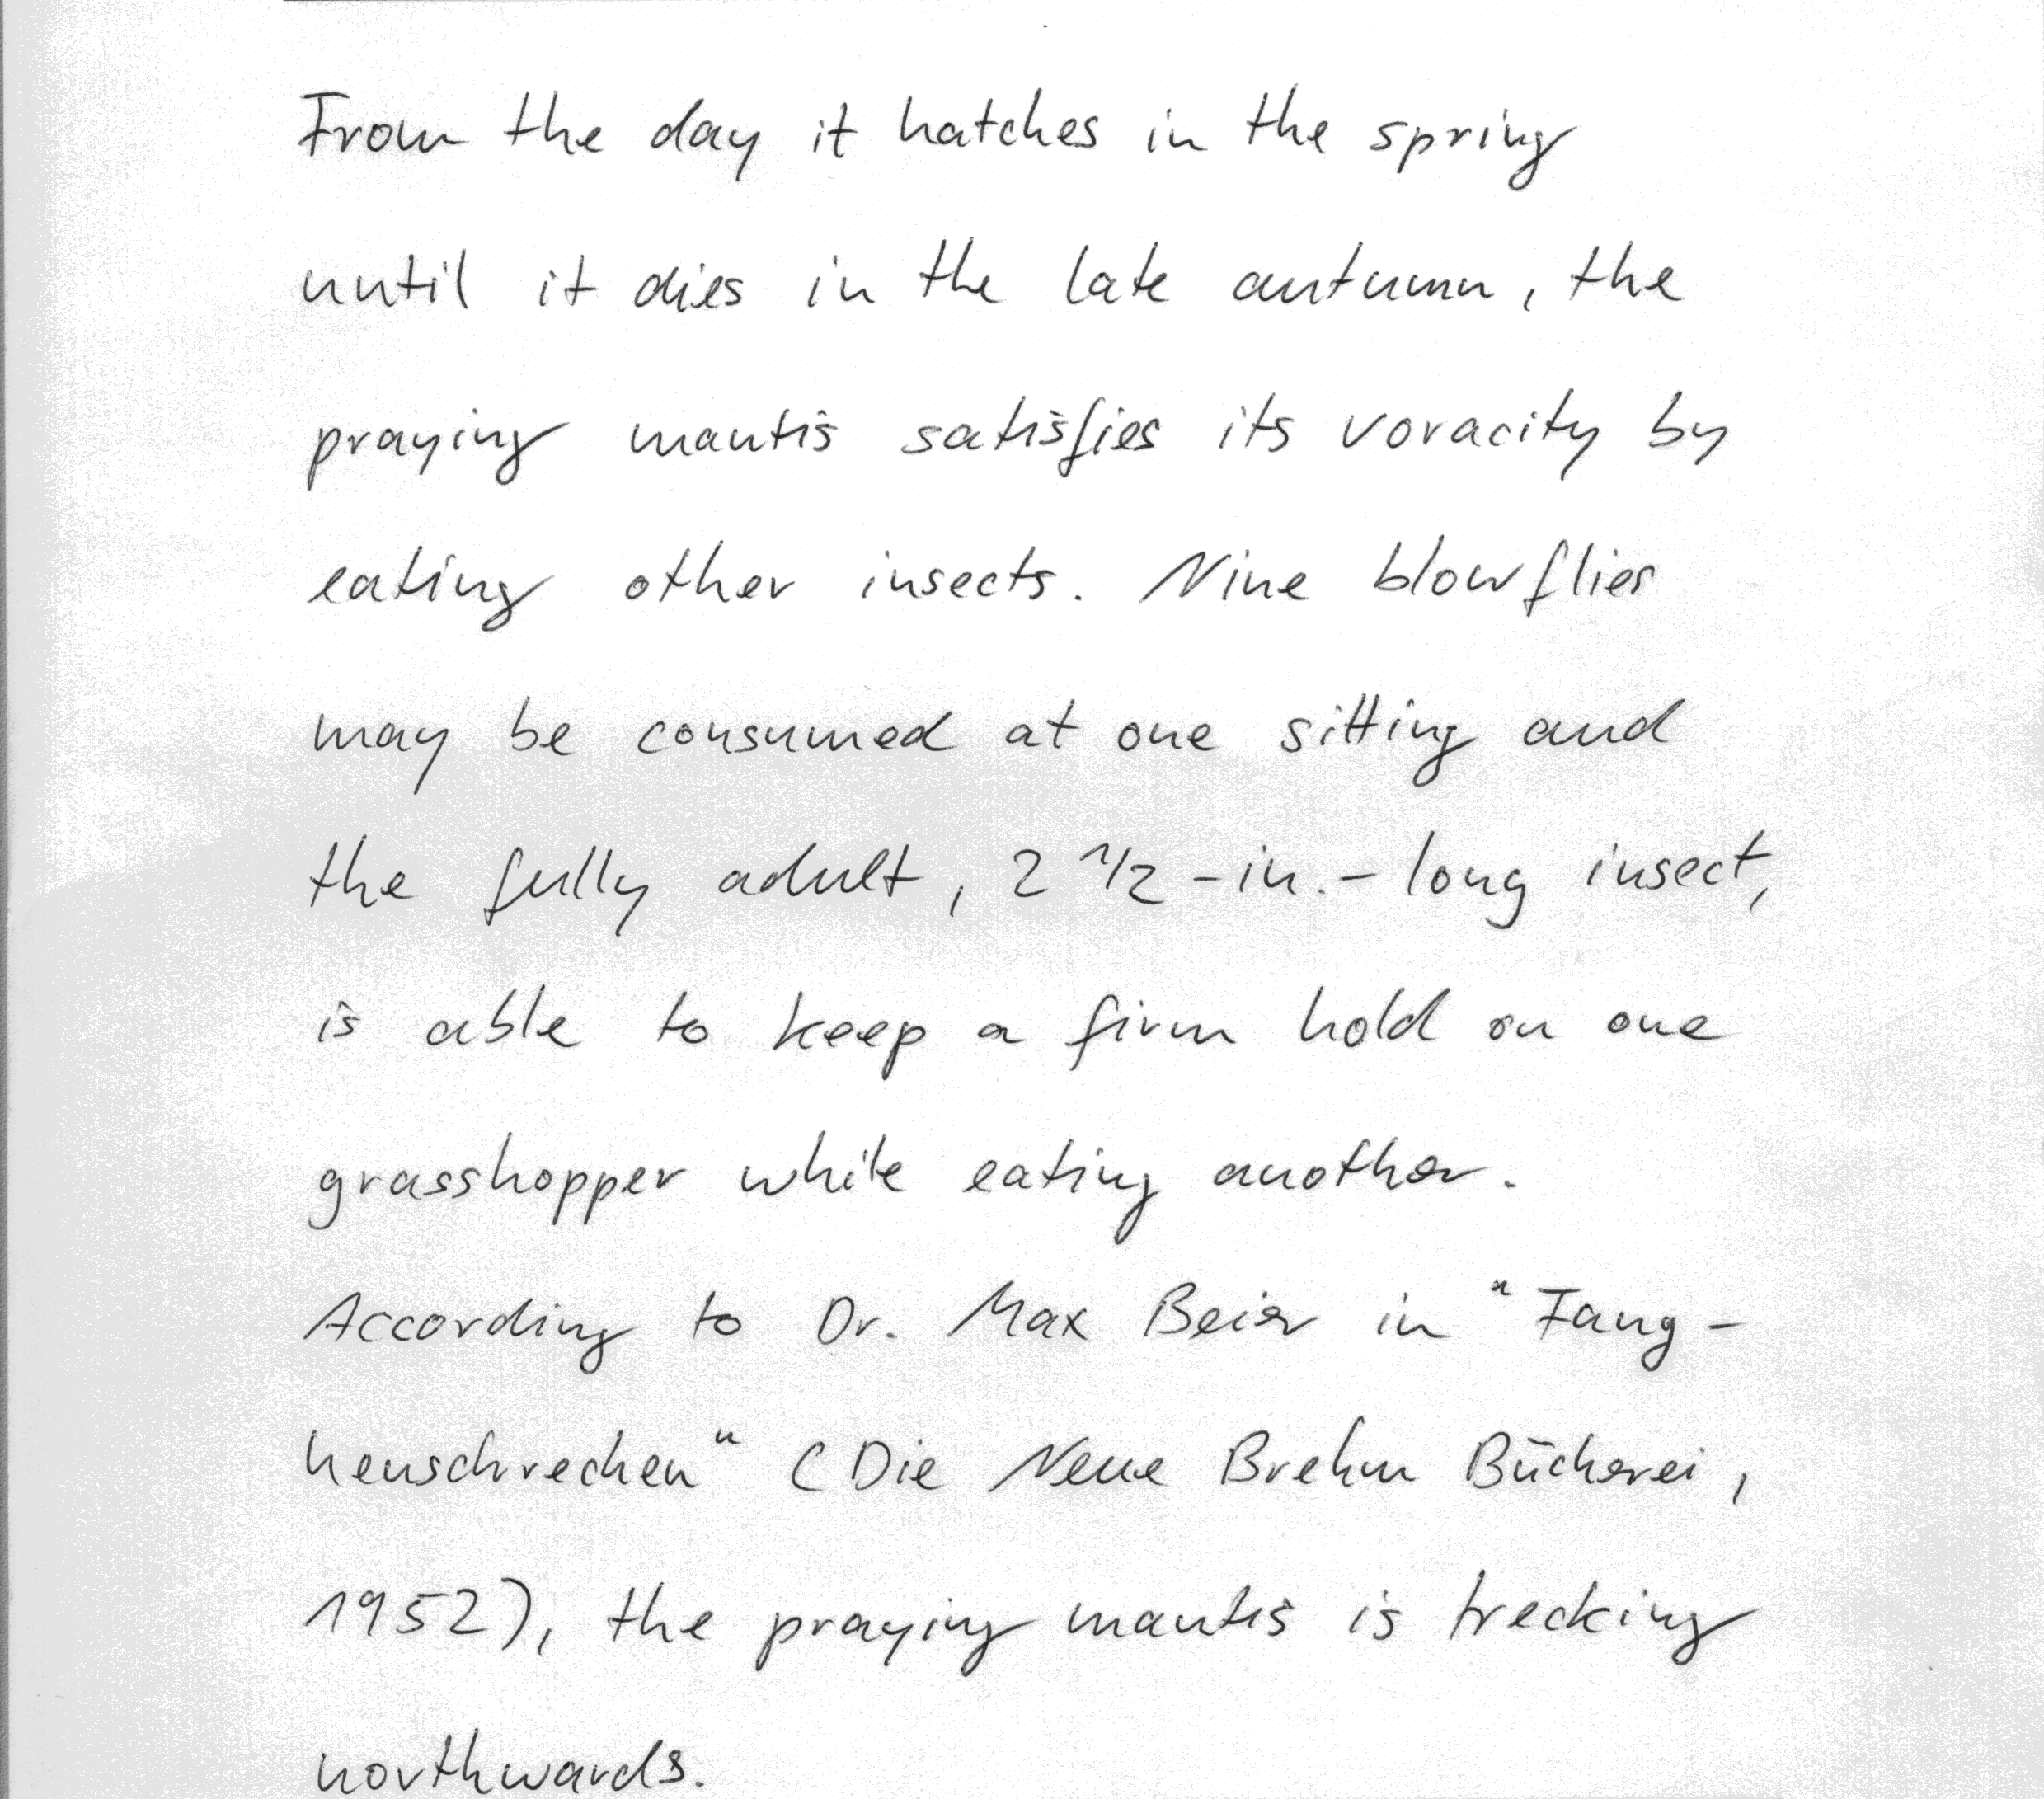 From the day it hatches in the spring
until it dies in the late autumn, the
praying mantis satisfies its voracity by
eating other insects. Nine blowflies
may be consumed at one sitting and
the fully adult, 2 1/2 -in.- long insect,
is able to keep a firm hold on one
grasshopper while eating another.
According to Dr. Max Beier in "Fang-
heuschrecken" (Die Neue Brehm Bücherei,
1952), the praying mantis is trecking
northwards.